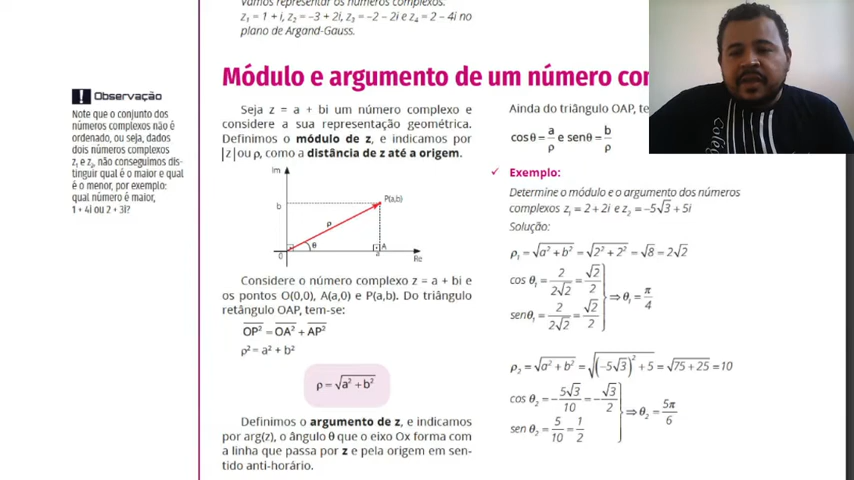 Vamos representar os números complexos:
z₁ = 1 + i, z₂ = –3 + 2i, z₃ = –2 – 2i e z₄ = 2 – 4i no
plano de Argand-Gauss.
Módulo e argumento de um número
Observação
Note que o conjunto dos
números complexos não é
ordenado, ou seja, dados
dois números complexos
z₁ e z₂, não conseguimos dis-
tinguir qual é o maior e qual
é o menor, por exemplo:
qual número é maior,
1 + 4i ou 2 + 3i?
Seja z = a + bi um número complexo e
considere a sua representação geométrica.
Definimos o módulo de z, e indicamos por
|z| ou ρ, como a distância de z até a origem.
Im
b
P(a,b)
ρ
θ
A
0
a
Re
Considere o número complexo z = a + bi e
os pontos O(0,0), A(a,0) e P(a,b). Do triângulo
retângulo OAP, tem-se:
OP² = OA² + AP²
ρ² = a² + b²
ρ = √(a² + b²)
Definimos o argumento de z, e indicamos
por arg(z), o ângulo θ que o eixo Ox forma com
a linha que passa por z e pela origem em sen-
tido anti-horário.
Ainda do triângulo OAP,
cosθ = a/ρ e senθ = b/ρ
✓ Exemplo:
Determine o módulo e o argumento dos números
complexos z₁ = 2 + 2i e z₂ = –5√3 + 5i
Solução:
ρ₁ = √(a² + b²) = √(2² + 2²) = √8 = 2√2
cos θ₁ = 2/(2√2) = √2/2
senθ₁ = 2/(2√2) = √2/2
⇒ θ₁ = π/4
ρ₂ = √(a² + b²) = √((–5√3)² + 5) = √(75 + 25) = 10
cos θ₂ = –5√3/10 = –√3/2
sen θ₂ = 5/10 = 1/2
⇒ θ₂ = 5π/6